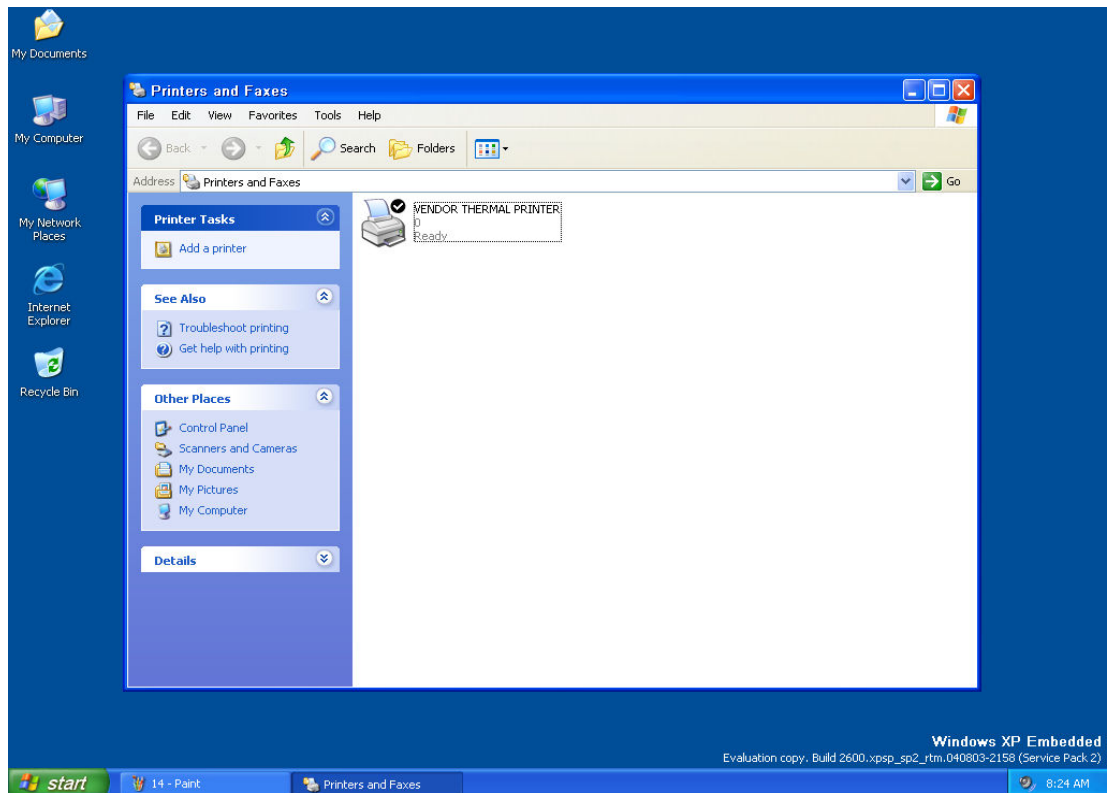 My Documents
My Computer
My Network
Places
Internet
Explorer
Recycle Bin
Printers and Faxes
File Edit View Favorites Tools Help
Back Search Folders
Address Printers and Faxes Go
Printer Tasks
Add a printer
See Also
Troubleshoot printing
Get help with printing
Other Places
Control Panel
Scanners and Cameras
My Documents
My Pictures
My Computer
Details
VENDOR THERMAL PRINTER
0
Ready
Windows XP Embedded
Evaluation copy. Build 2600.xpsp_sp2_rtm.040803-2158 (Service Pack 2)
start 14 - Paint Printers and Faxes 8:24 AM